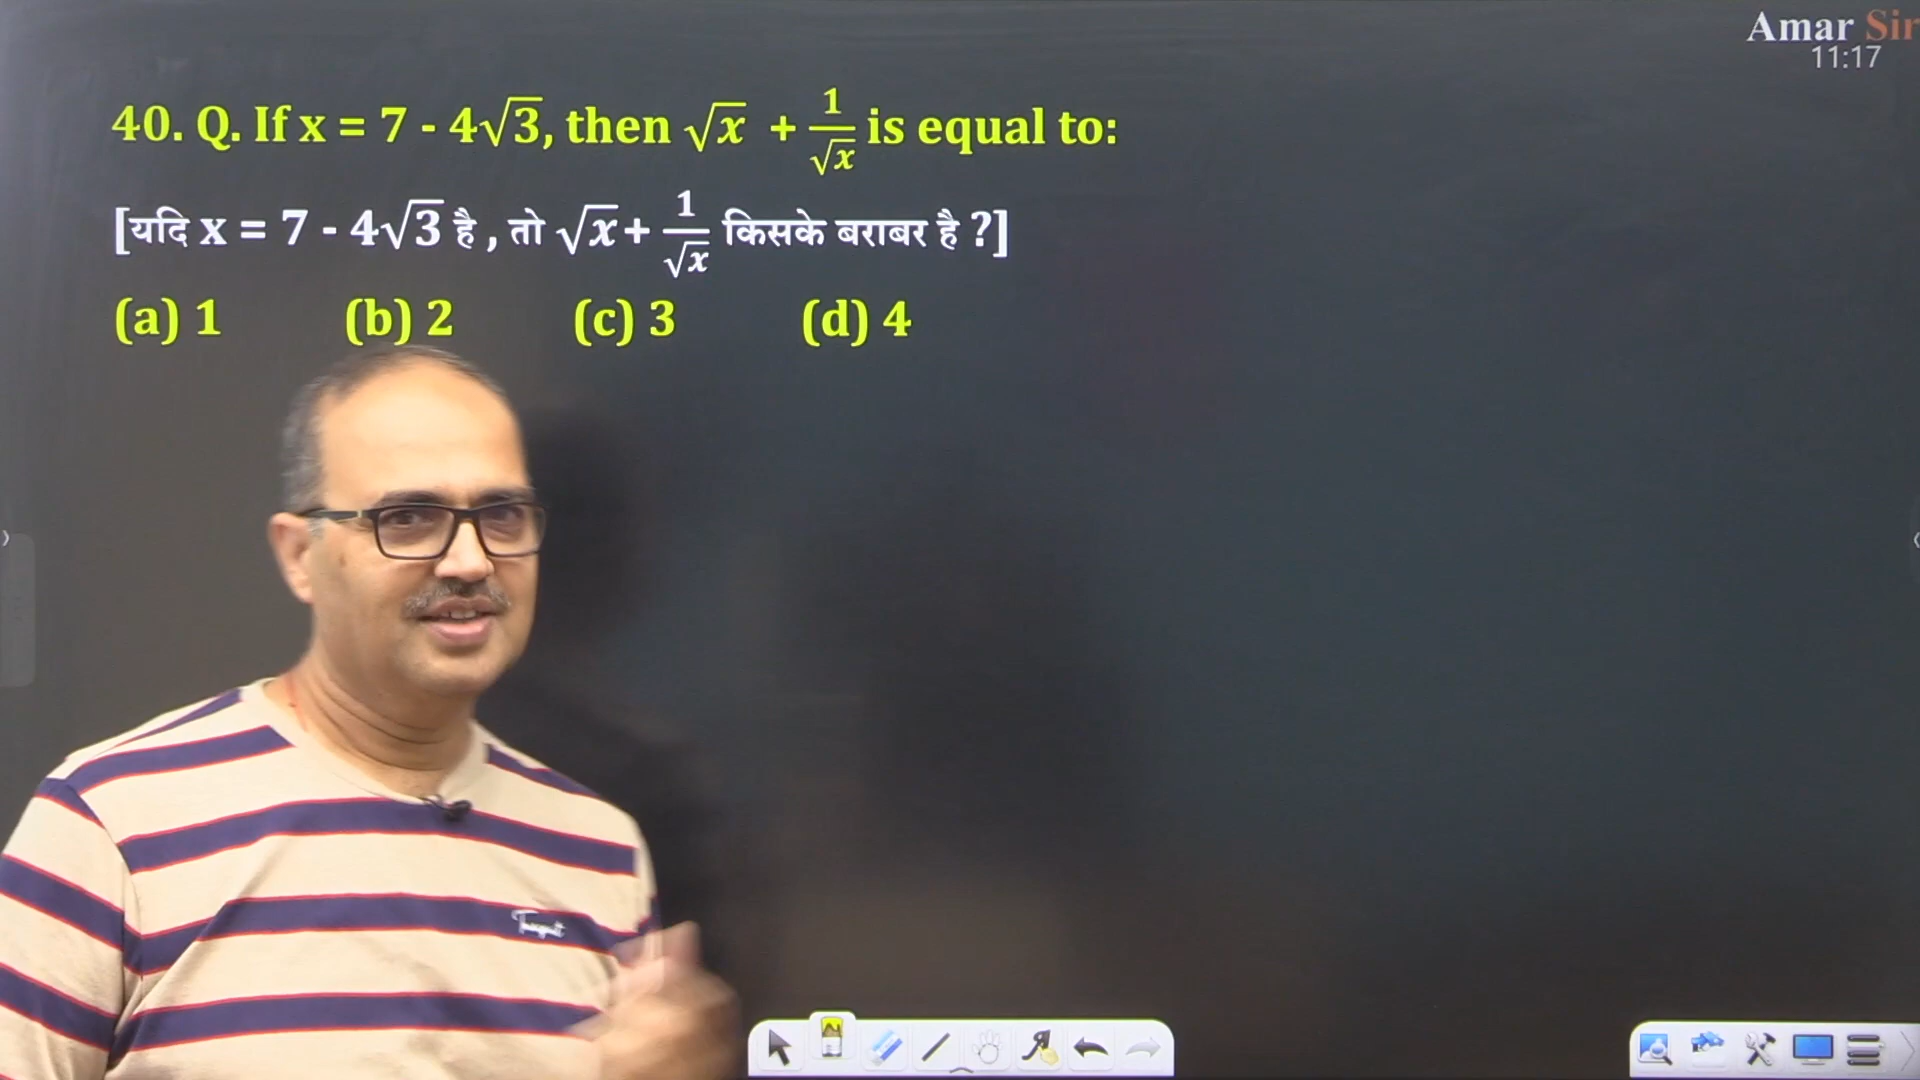 Amar Sir
11:17
40. Q. If x = 7 - 4√3, then √x + 1/√x is equal to:
[यदि x = 7 - 4√3 है , तो √x + 1/√x किसके बराबर है ?]
(a) 1 (b) 2 (c) 3 (d) 4